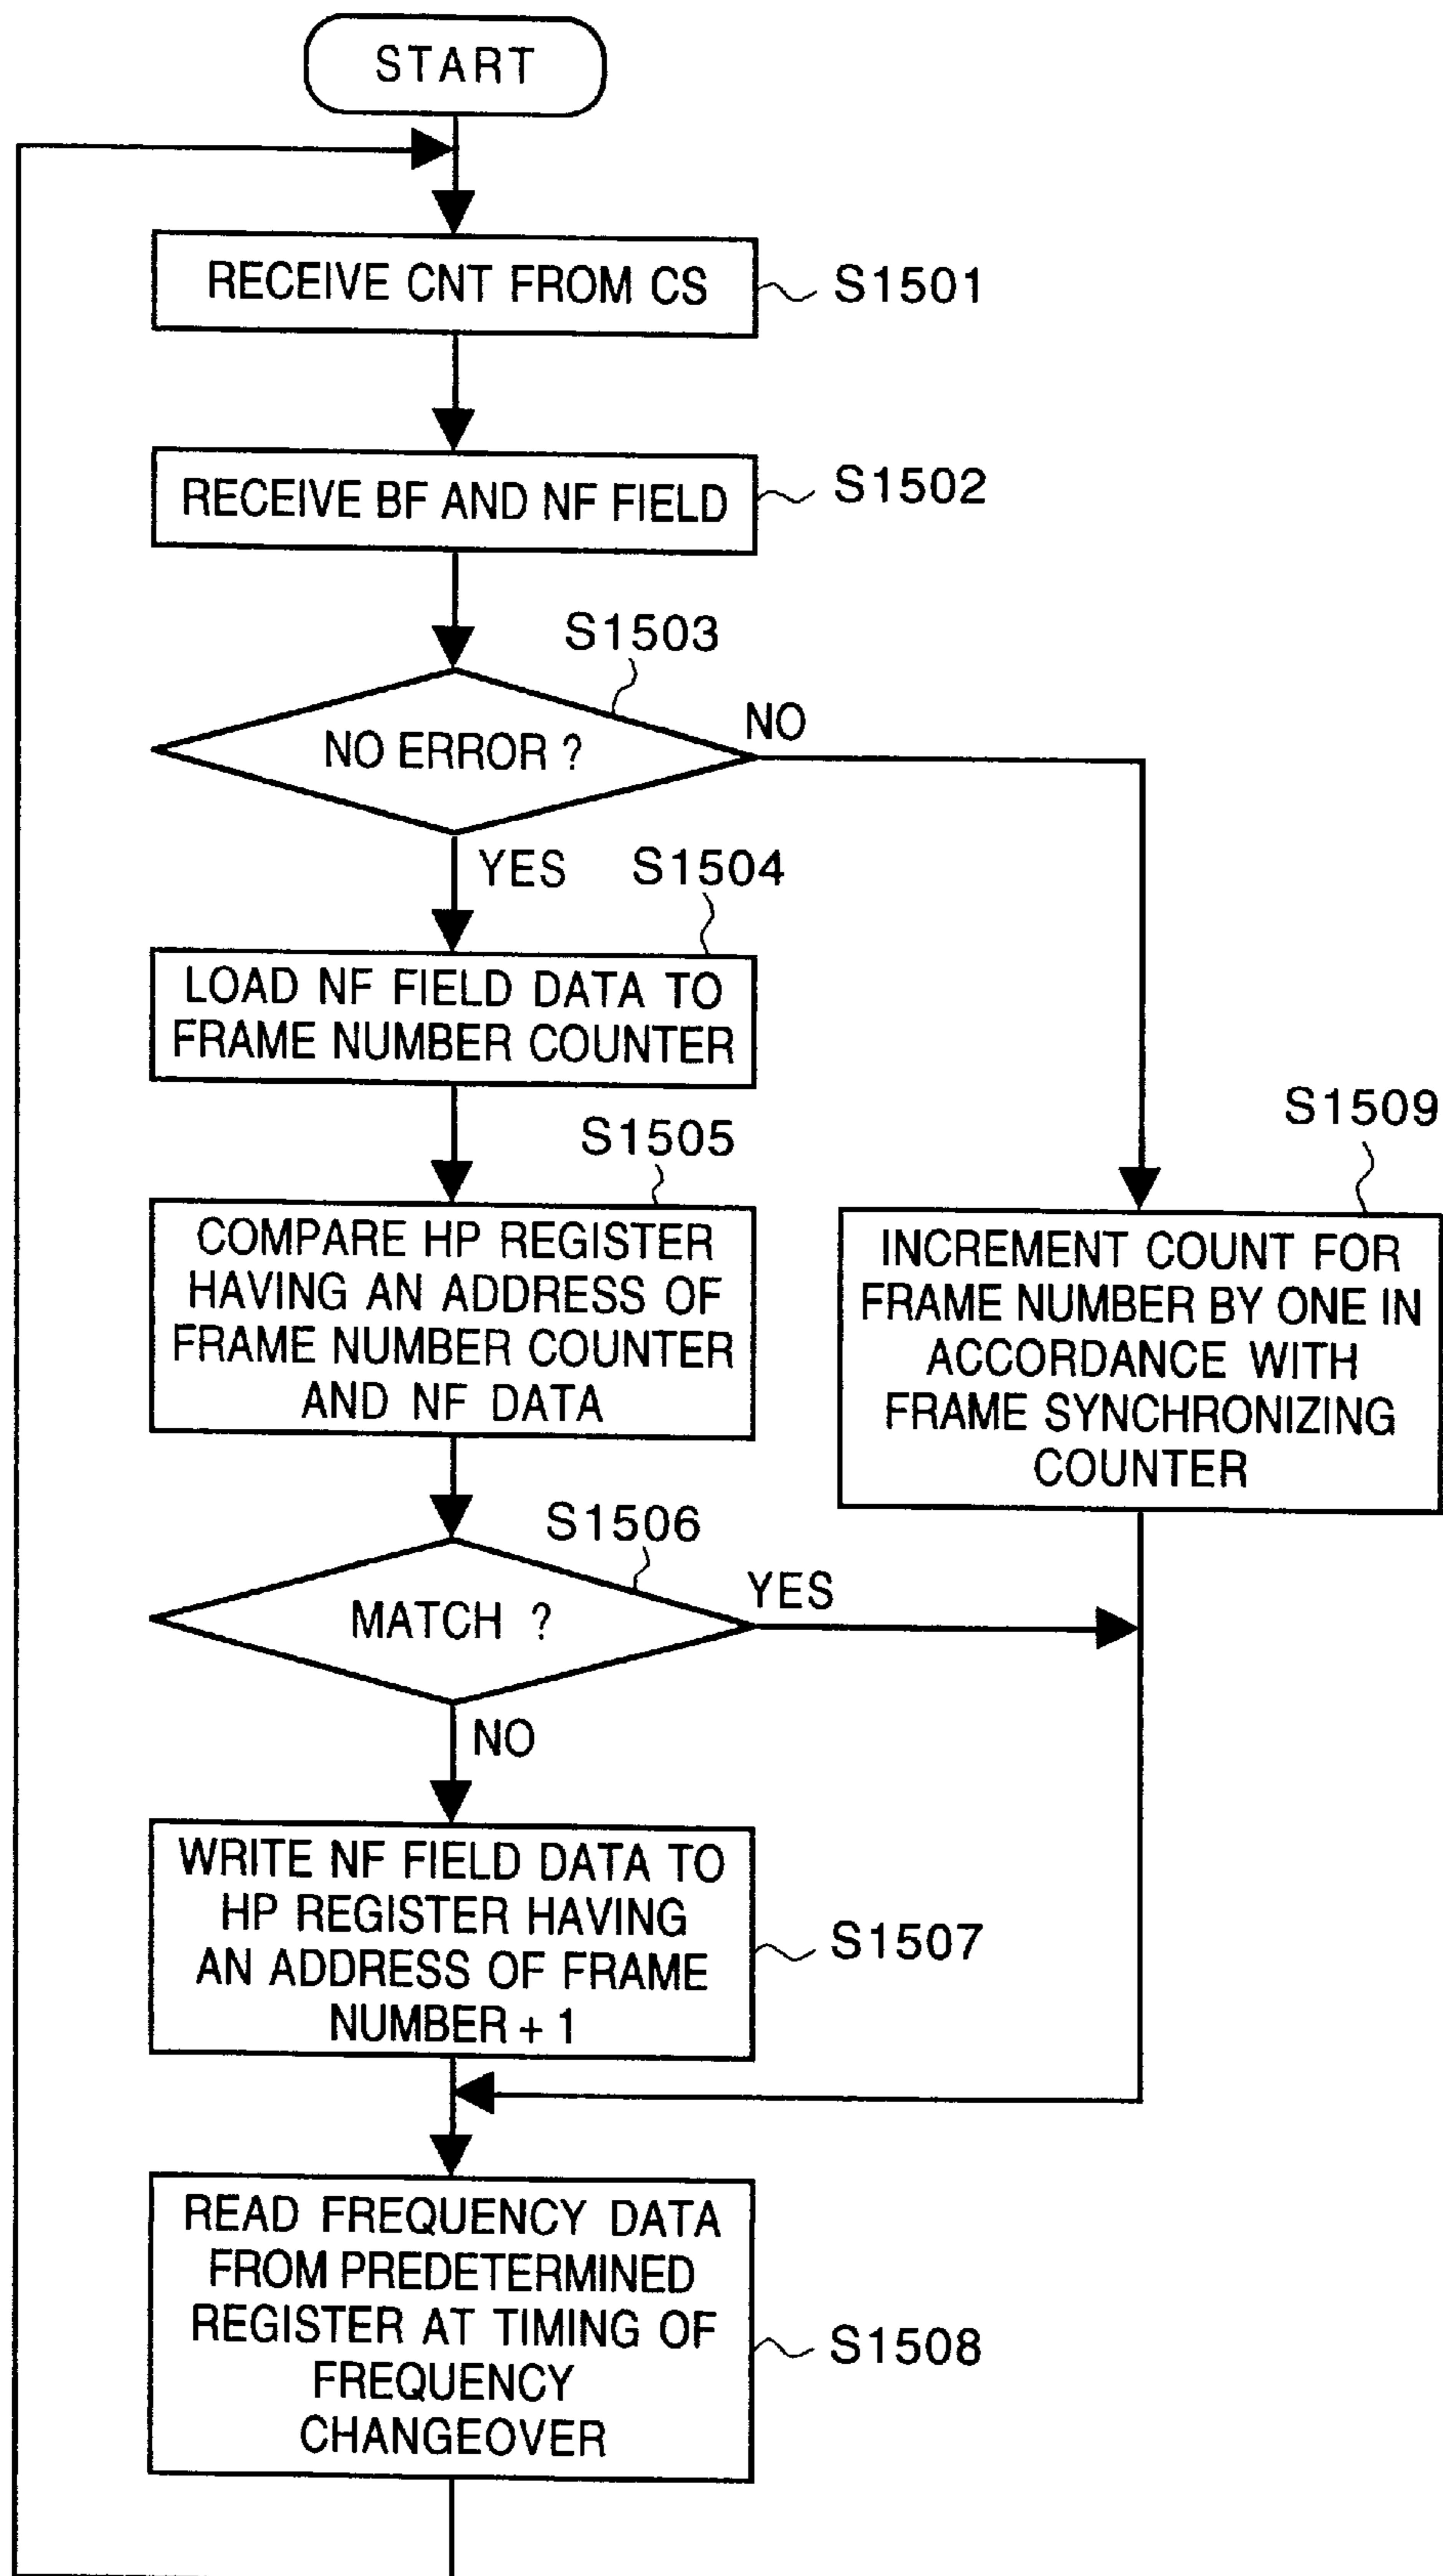 START
RECEIVE CNT FROM CS
S1501
RECEIVE BF AND NF FIELD
S1502
S1503
NO ERROR ?
NO
YES
S1504
LOAD NF FIELD DATA TO
FRAME NUMBER COUNTER
S1505
COMPARE HP REGISTER
HAVING AN ADDRESS OF
FRAME NUMBER COUNTER
AND NF DATA
S1509
INCREMENT COUNT FOR
FRAME NUMBER BY ONE IN
ACCORDANCE WITH
FRAME SYNCHRONIZING
COUNTER
S1506
MATCH ?
YES
NO
WRITE NF FIELD DATA TO
HP REGISTER HAVING
AN ADDRESS OF FRAME
NUMBER + 1
S1507
READ FREQUENCY DATA
FROM PREDETERMINED
REGISTER AT TIMING OF
FREQUENCY
CHANGEOVER
S1508